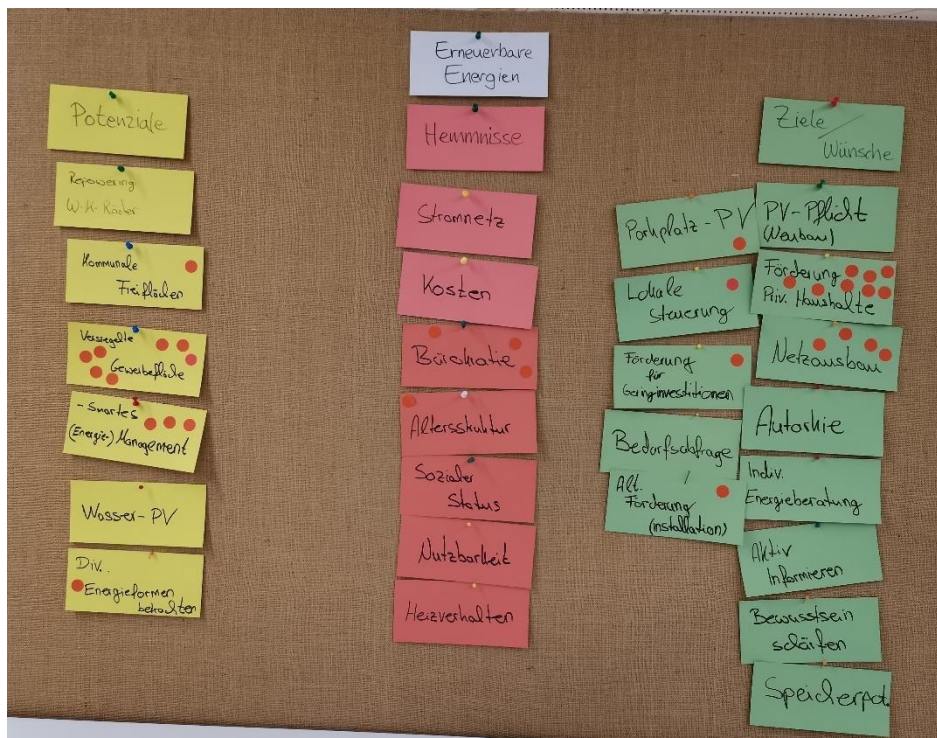 Erneuerbare
Energien
Potenziale
Repowering
W-K-Räder
Kommunale
Freiflächen
Versiegelte
Gewerbefläche
- Smartes
(Energie-) Management
Wasser-PV
Div.
Energieformen
betrachten
Hemmnisse
Stromnetz
Kosten
Bürokratie
Altersstruktur
Sozialer
Status
Nutzbarkeit
Heizverhalten
Ziele /
Wünsche
Parkplatz-PV
Lokale
Steuerung
Förderung
für
Geringinvestitionen
Bedarfsabfrage
Alt.
Förderung
(installation)
PV-Pflicht
(Neubau)
Förderung
Priv. Haushalte
Netzausbau
Autarkie
Indiv.
Energieberatung
Aktiv
Informieren
Bewusstsein
schärfen
Speicherpot.